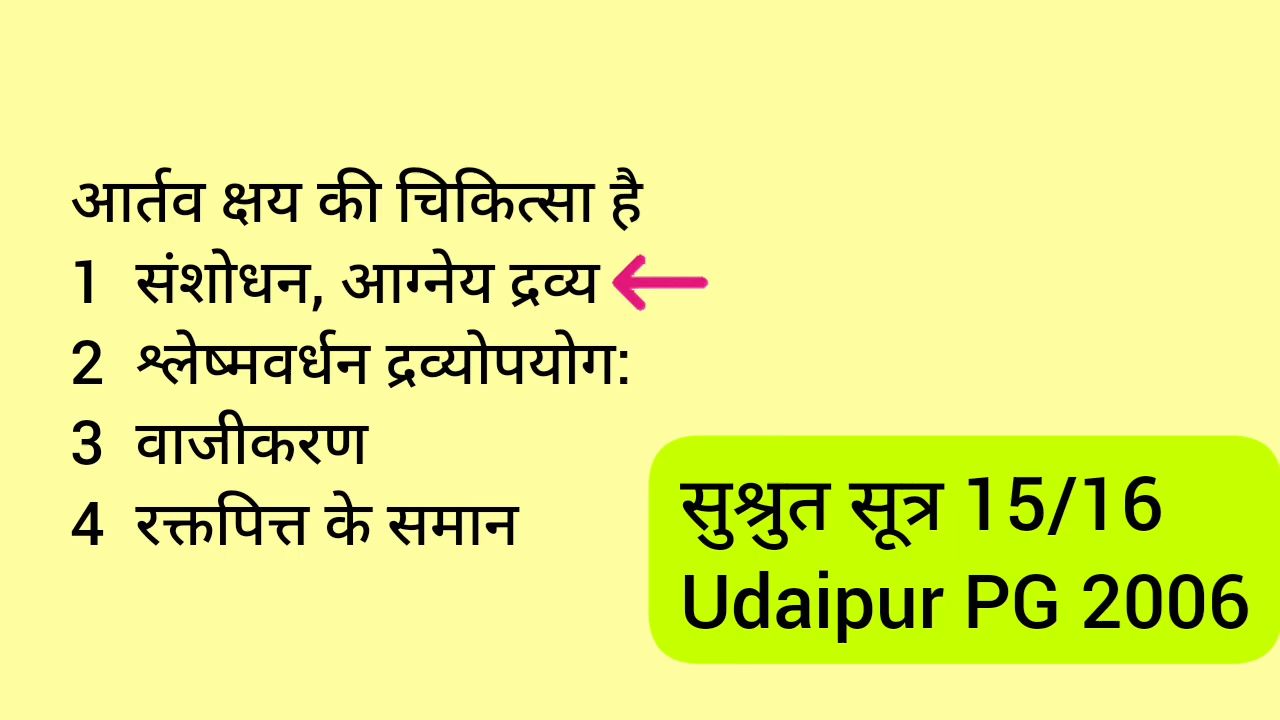 आर्तव क्षय की चिकित्सा है
1 संशोधन, आग्नेय द्रव्य
2 श्लेष्मवर्धन द्रव्योपयोग:
3 वाजीकरण
4 रक्तपित्त के समान
सुश्रुत सूत्र 15/16
Udaipur PG 2006